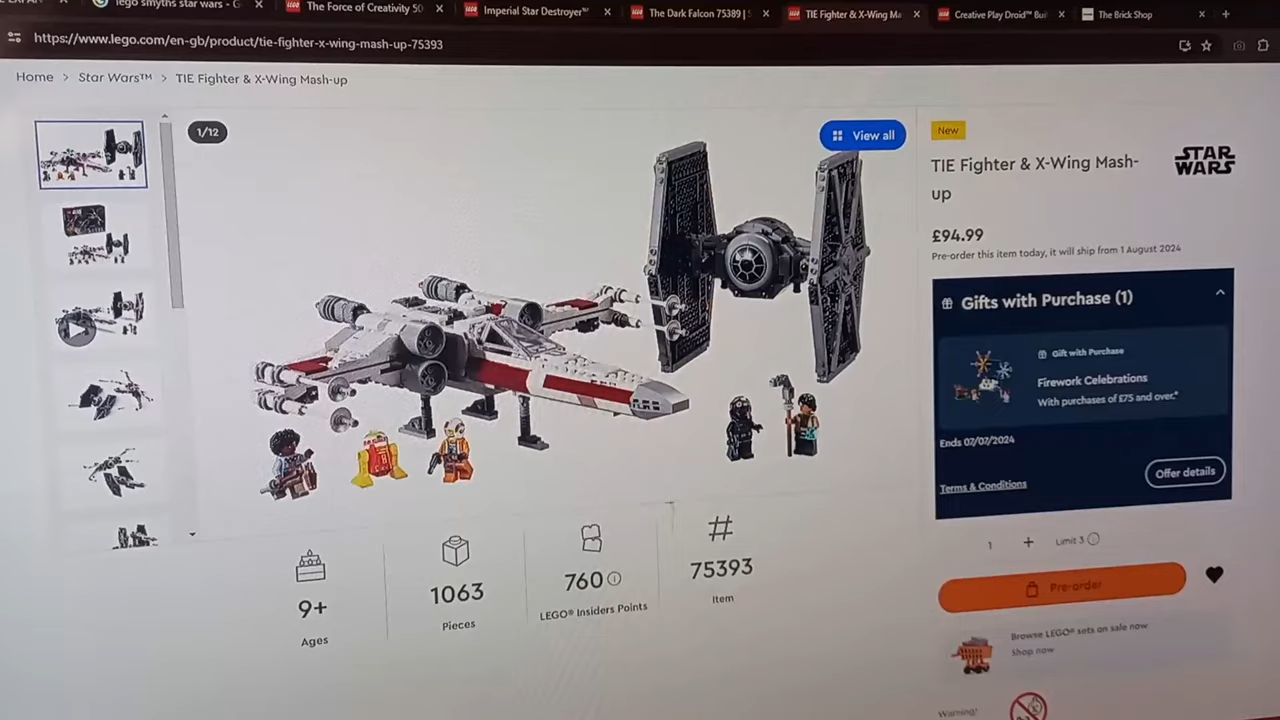 lego smyths star wars - G
The Force of Creativity 50
Imperial Star Destroyer™
The Dark Falcon 75389 | S
TIE Fighter & X-Wing Ma
Creative Play Droid™ Bui
The Brick Shop
https://www.lego.com/en-gb/product/tie-fighter-x-wing-mash-up-75393
Home > Star Wars™ > TIE Fighter & X-Wing Mash-up
1/12
View all
New
TIE Fighter & X-Wing Mash-
up
STAR
WARS
£94.99
Pre-order this item today, it will ship from 1 August 2024
Gifts with Purchase (1)
Gift with Purchase
Firework Celebrations
With purchases of £75 and over.*
Ends 07/07/2024
Offer details
Terms & Conditions
1 + Limit 3
Pre-order
9+
Ages
1063
Pieces
760
LEGO® Insiders Points
75393
Item
Browse LEGO® sets on sale now
Shop now
Warning!